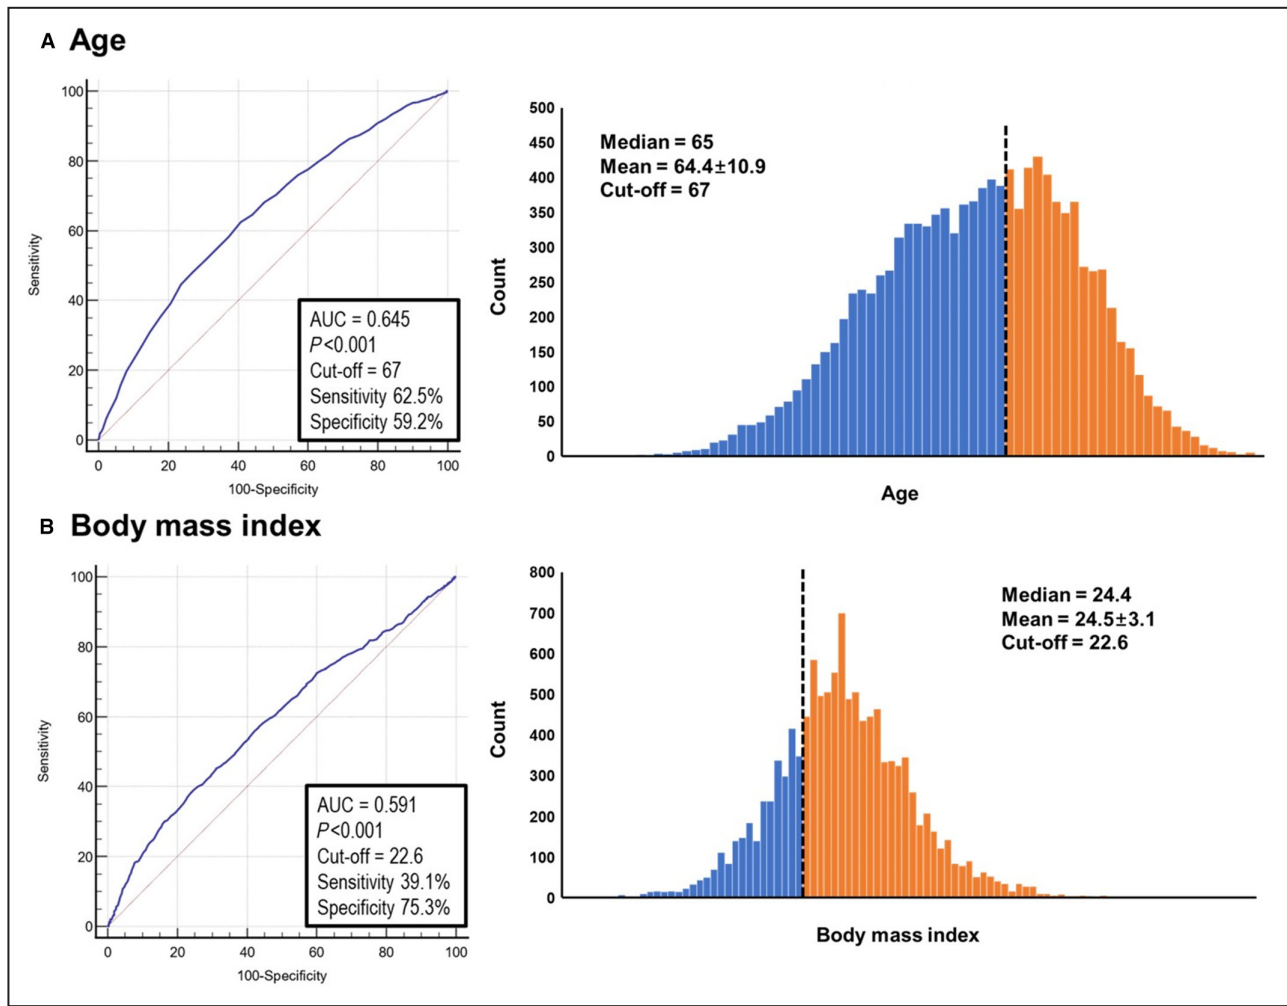 A Age
100
80
60
40
20
0
Sensitivity
0 20 40 60 80 100
100-Specificity
AUC = 0.645
P<0.001
Cut-off = 67
Sensitivity 62.5%
Specificity 59.2%
500
450
400
350
300
250
200
150
100
50
0
Count
Median = 65
Mean = 64.4±10.9
Cut-off = 67
Age
B Body mass index
100
80
60
40
20
0
Sensitivity
0 20 40 60 80 100
100-Specificity
AUC = 0.591
P<0.001
Cut-off = 22.6
Sensitivity 39.1%
Specificity 75.3%
800
700
600
500
400
300
200
100
0
Count
Median = 24.4
Mean = 24.5±3.1
Cut-off = 22.6
Body mass index